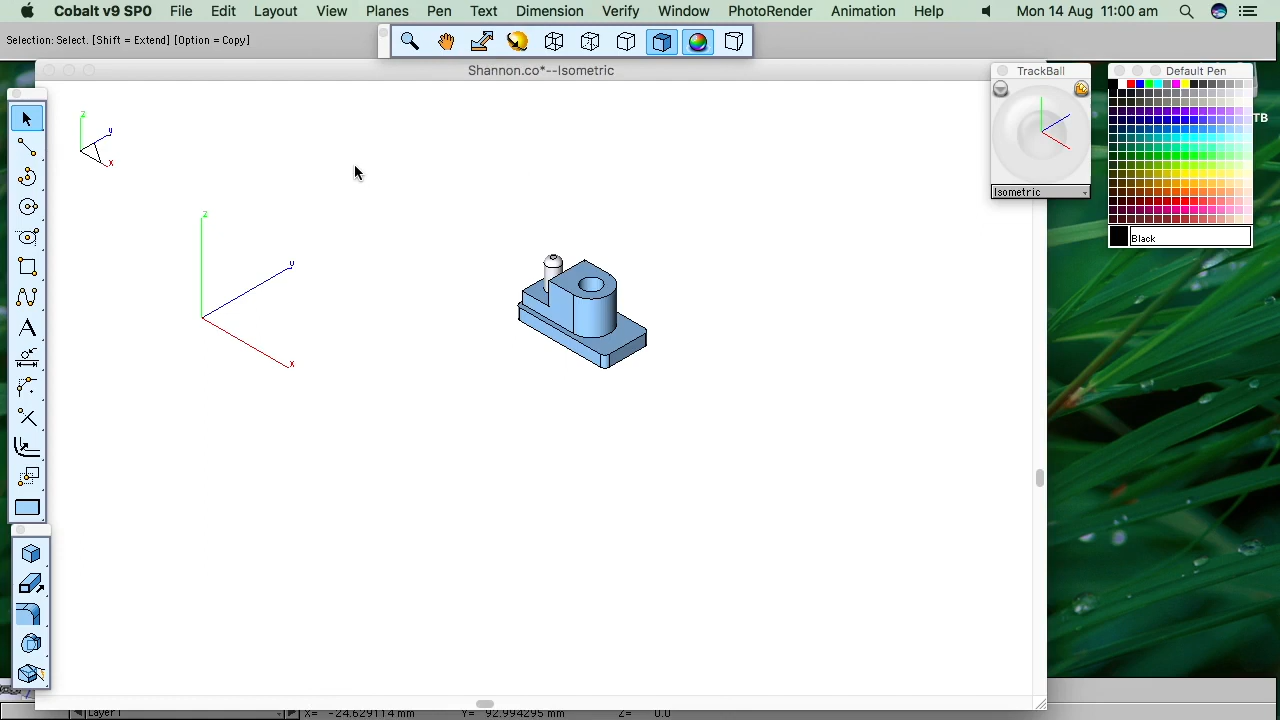 Cobalt v9 SP0 File Edit Layout View Planes Pen Text Dimension Verify Window PhotoRender Animation Help Mon 14 Aug 11:00 am
Selection: Select. [Shift = Extend] [Option = Copy]
Shannon.co*--Isometric
TrackBall
Default Pen
TB
z
y
x
Isometric
Black
z
y
x
A
Layer1
X= -24.629114 mm Y= 92.994295 mm Z= 0.0